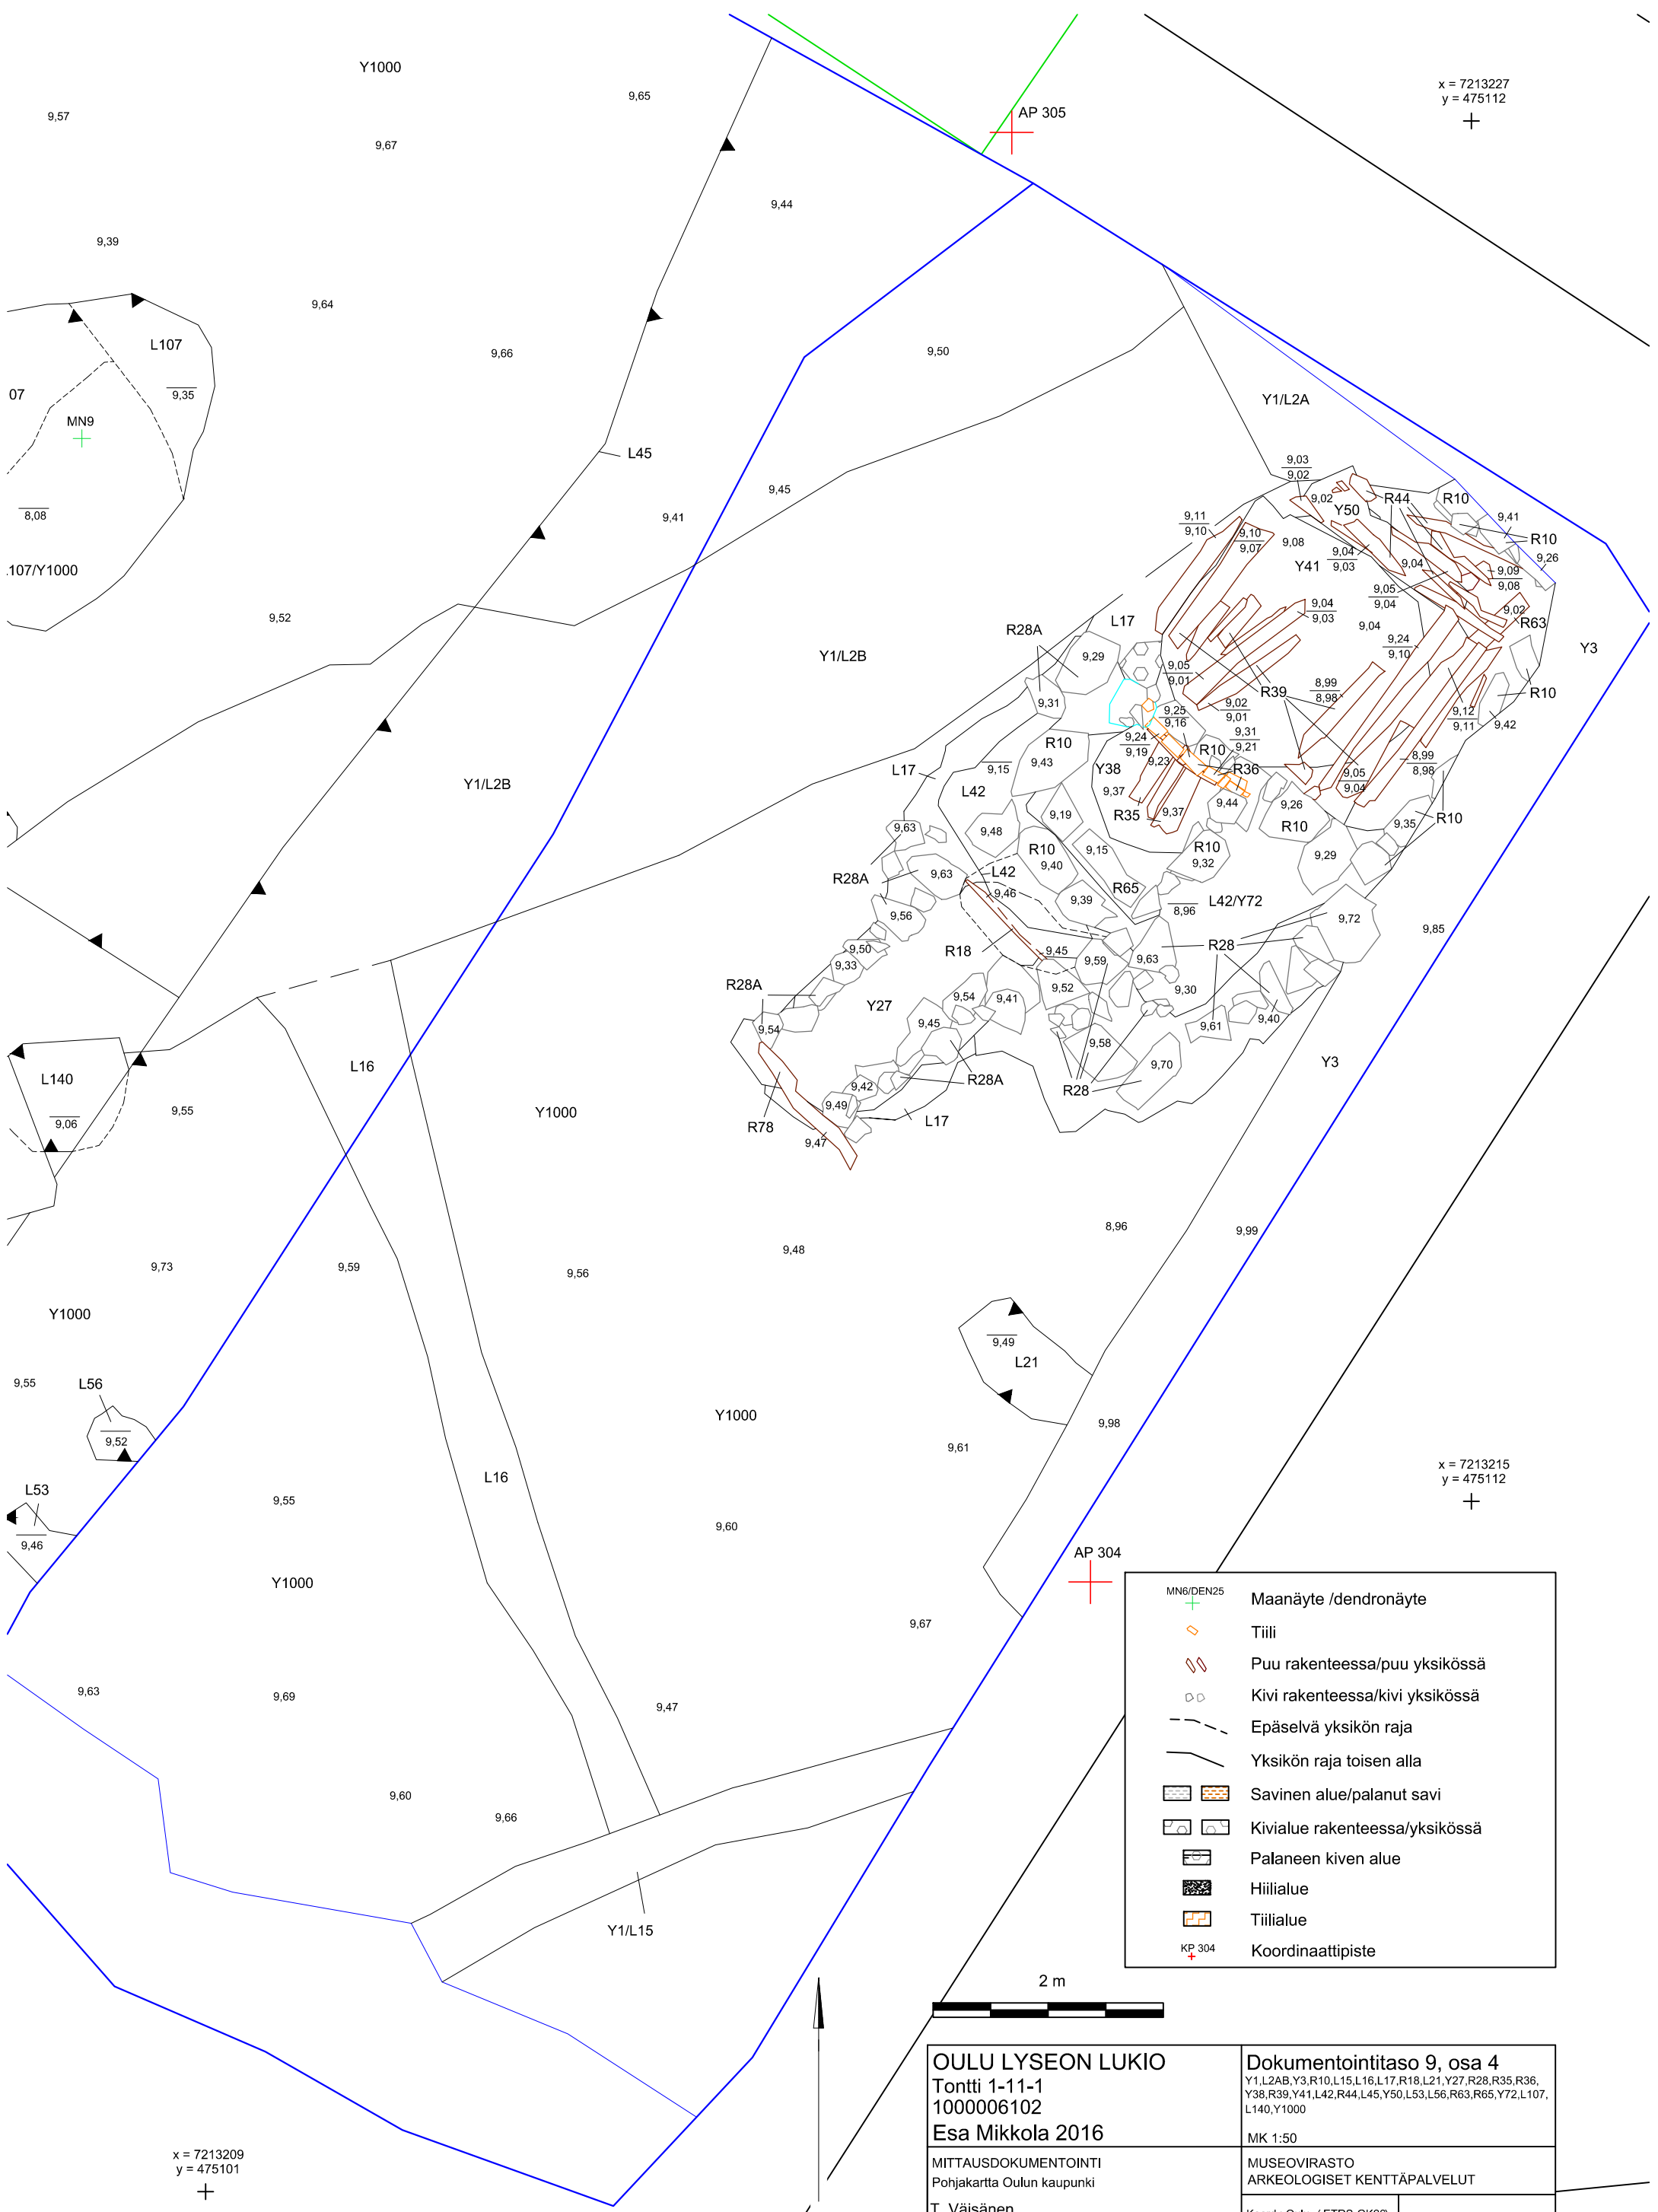 Y1000
9,65
x = 7213227
y = 475112
9,57
AP 305
9,67
9,44
9,39
9,64
L107
9,66
9,50
9,35
07
Y1/L2A
MN9
L45
9,03
9,02
9,45
9,02
R44
R10
Y50
8,08
9,41
9,11
9,10
9,10
9,07
9,08
9,41
R10
9,04
9,03
9,04
9,26
Y41
.107/Y1000
9,09
9,08
9,05
9,04
9,52
9,04
9,03
9,02
R63
L17
R28A
9,04
9,24
9,10
Y1/L2B
9,29
Y3
9,05
9,01
R39
8,99
8,98
R10
9,31
9,02
9,01
9,25
9,16
9,12
9,11
9,42
9,24
9,19
9,31
9,21
R10
9,43
R10
9,23
L17
9,15
Y38
R36
8,99
8,98
Y1/L2B
9,05
9,04
L42
9,37
9,37
R35
9,44
9,26
9,19
R10
R10
9,35
9,63
9,48
R10
9,40
9,15
R10
9,32
9,29
R28A
9,63
L42
9,46
R65
9,39
8,96
L42/Y72
9,56
9,72
9,85
R18
9,50
9,45
R28
9,33
9,59
9,63
R28A
9,52
9,30
9,54
9,41
Y27
9,54
9,45
9,61
9,40
9,58
L16
9,70
Y3
L140
R28A
R28
9,42
9,55
Y1000
9,49
9,06
L17
R78
9,47
8,96
9,99
9,48
9,73
9,59
9,56
Y1000
9,49
L21
9,55
L56
Y1000
9,98
9,52
9,61
x = 7213215
y = 475112
L16
L53
9,55
9,60
9,46
AP 304
Y1000
MN6/DEN25
Maanäyte /dendronäyte
9,67
Tiili
Puu rakenteessa/puu yksikössä
9,63
9,69
Kivi rakenteessa/kivi yksikössä
9,47
Epäselvä yksikön raja
Yksikön raja toisen alla
9,60
Savinen alue/palanut savi
9,66
Kivialue rakenteessa/yksikössä
Palaneen kiven alue
Hiilialue
Tiilialue
Y1/L15
KP 304
Koordinaattipiste
2 m
OULU LYSEON LUKIO
Tontti 1-11-1
1000006102
Esa Mikkola 2016
Dokumentointitaso 9, osa 4
Y1,L2AB,Y3,R10,L15,L16,L17,R18,L21,Y27,R28,R35,R36,
Y38,R39,Y41,L42,R44,L45,Y50,L53,L56,R63,R65,Y72,L107,
L140,Y1000
MK 1:50
x = 7213209
y = 475101
MITTAUSDOKUMENTOINTI
Pohjakartta Oulun kaupunki
T. Väisänen
MUSEOVIRASTO
ARKEOLOGISET KENTTÄPALVELUT